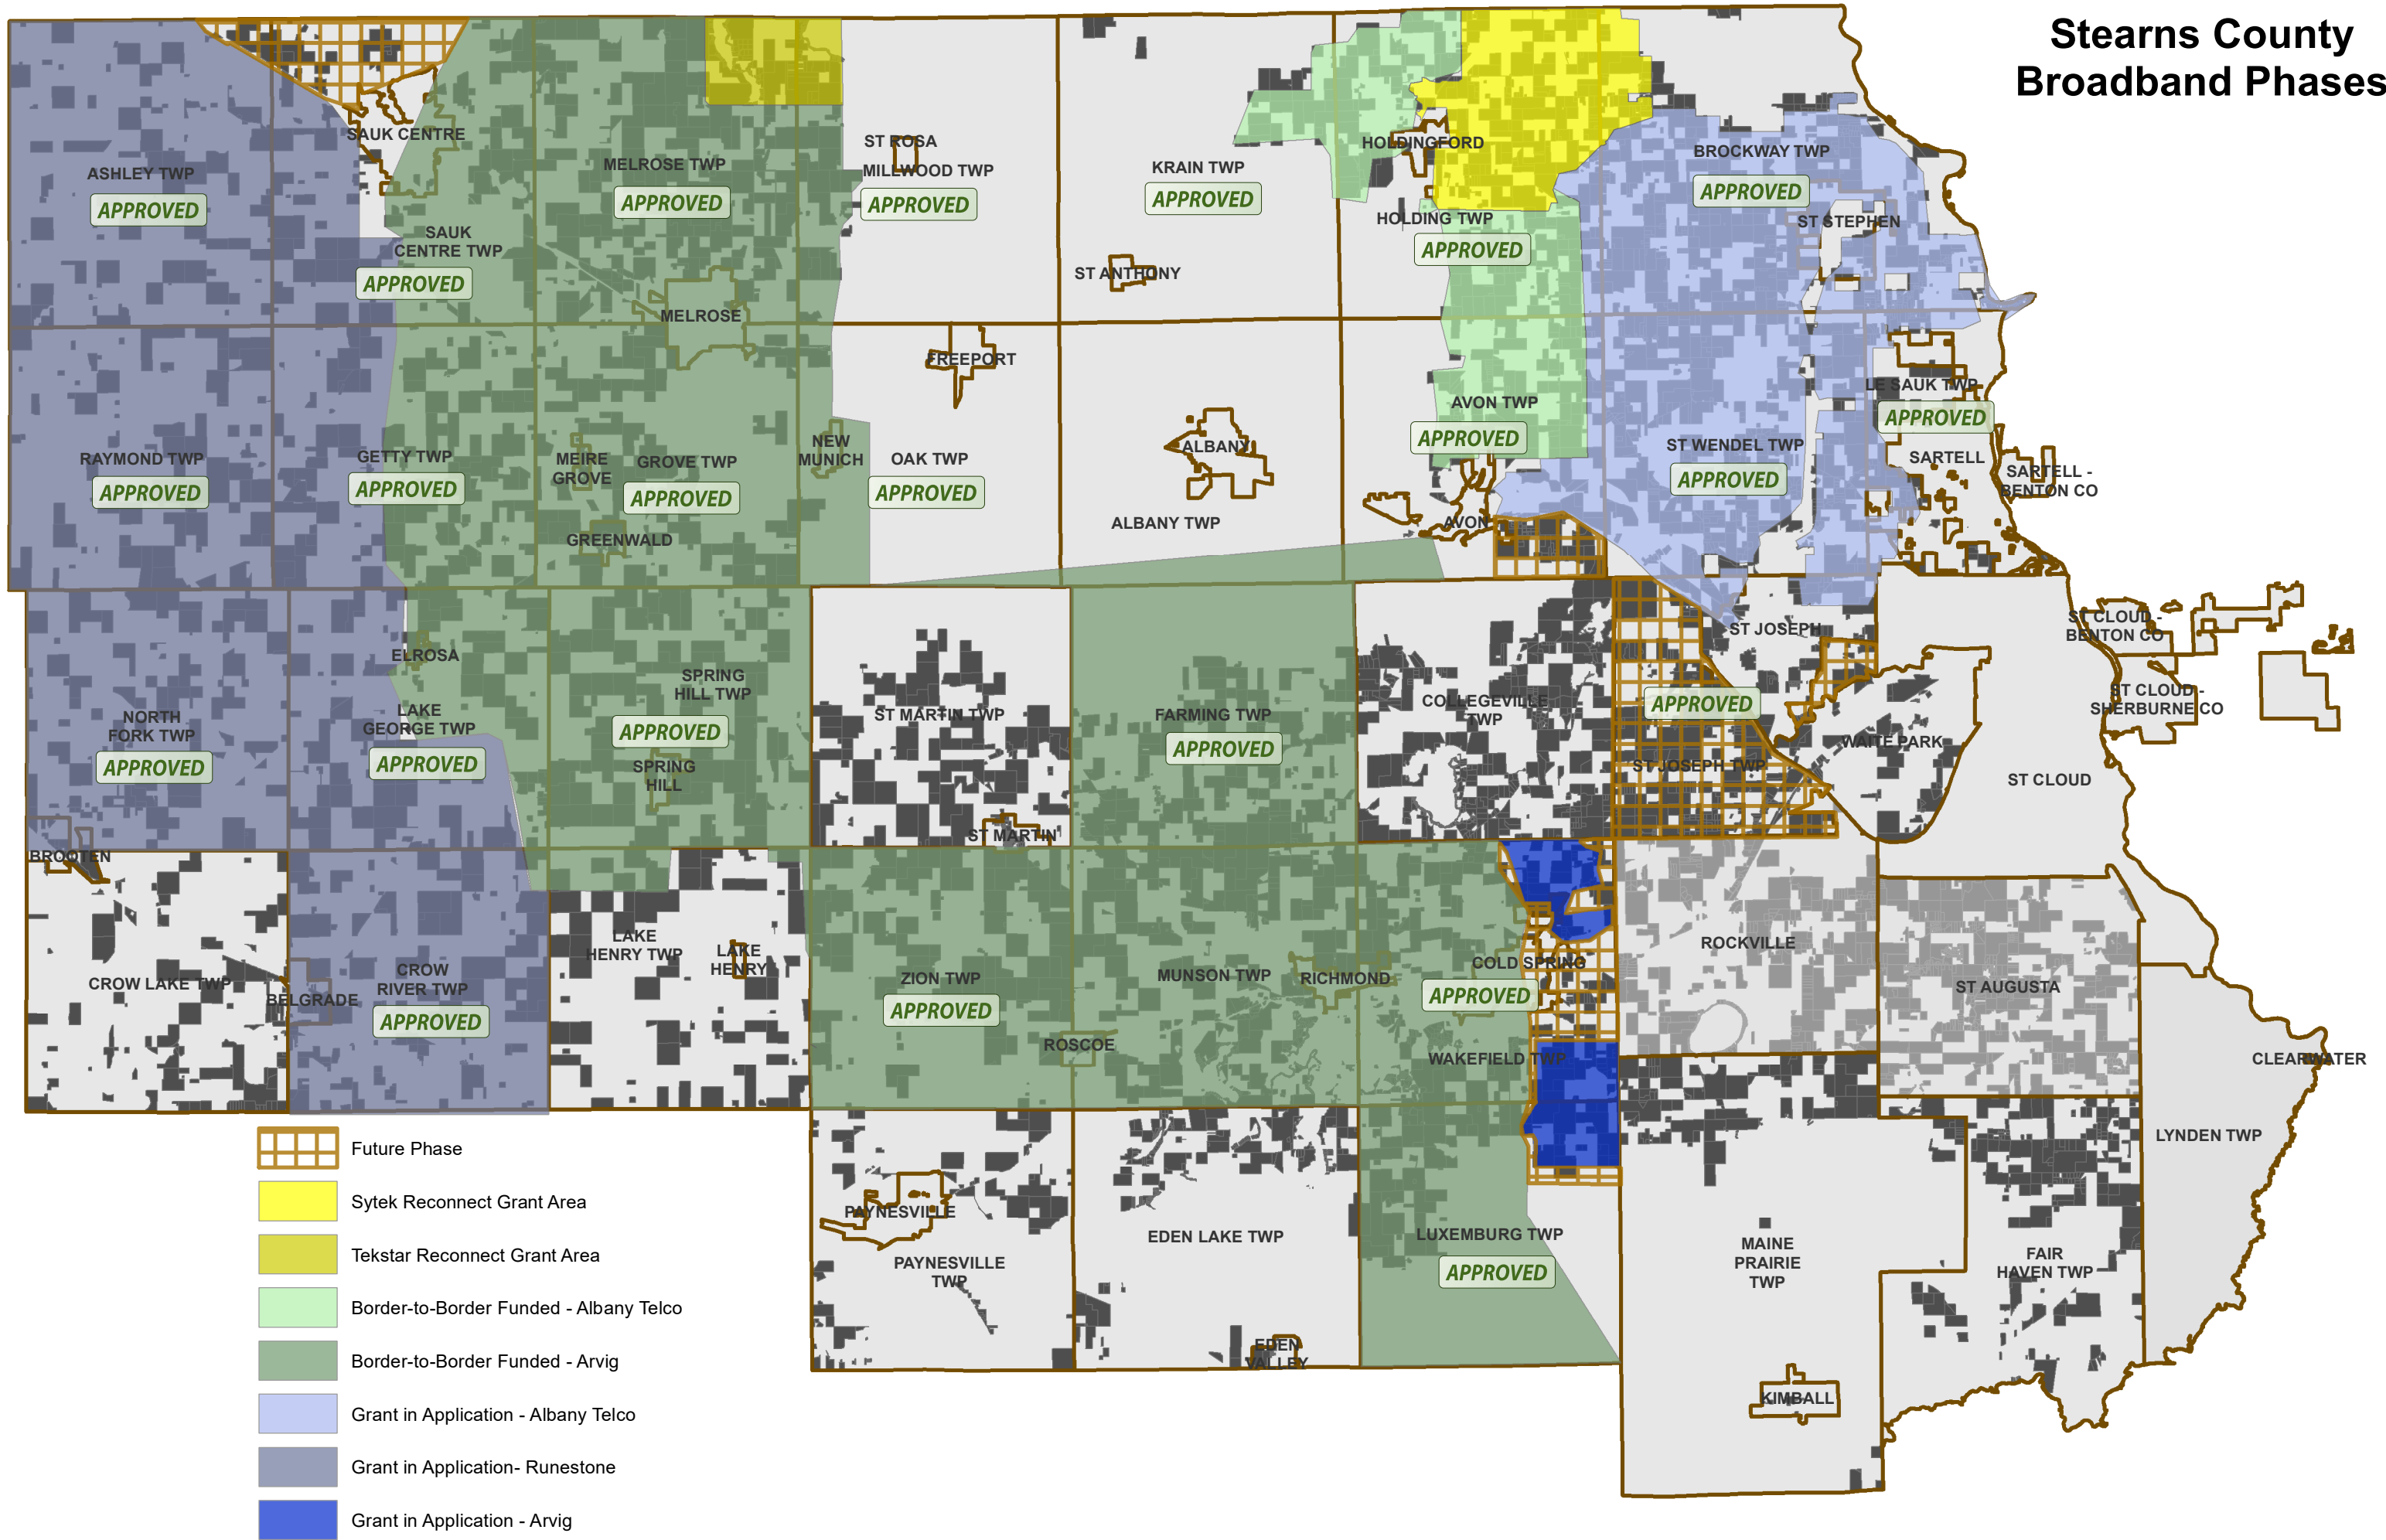 Stearns County
Broadband Phases
SAUK CENTRE
ASHLEY TWP
APPROVED
SAUK
CENTRE TWP
APPROVED
MELROSE TWP
APPROVED
MELROSE
ST ROSA
MILLWOOD TWP
APPROVED
KRAIN TWP
APPROVED
ST ANTHONY
HOLDINGFORD
HOLDING TWP
APPROVED
BROCKWAY TWP
APPROVED
ST STEPHEN
RAYMOND TWP
APPROVED
GETTY TWP
APPROVED
MEIRE
GROVE
GROVE TWP
APPROVED
GREENWALD
NEW
MUNICH
FREEPORT
OAK TWP
APPROVED
ALBANY
ALBANY TWP
AVON TWP
APPROVED
AVON
ST WENDEL TWP
APPROVED
LE SAUK TWP
APPROVED
SARTELL
SARTELL -
BENTON CO
NORTH
FORK TWP
APPROVED
ELROSA
LAKE
GEORGE TWP
APPROVED
SPRING
HILL TWP
APPROVED
SPRING
HILL
ST MARTIN TWP
ST MARTIN
FARMING TWP
APPROVED
COLLEGEVILLE
TWP
ST JOSEPH
APPROVED
ST JOSEPH TWP
WAITE PARK
ST CLOUD
ST CLOUD -
BENTON CO
ST CLOUD -
SHERBURNE CO
BROOTEN
CROW LAKE TWP
BELGRADE
CROW
RIVER TWP
APPROVED
LAKE
HENRY TWP
LAKE
HENRY
ZION TWP
APPROVED
MUNSON TWP
ROSCOE
RICHMOND
COLD SPRING
APPROVED
WAKEFIELD TWP
ROCKVILLE
ST AUGUSTA
CLEARWATER
LYNDEN TWP
PAYNESVILLE
PAYNESVILLE
TWP
EDEN LAKE TWP
EDEN
VALLEY
LUXEMBURG TWP
APPROVED
MAINE
PRAIRIE
TWP
FAIR
HAVEN TWP
KIMBALL
Future Phase
Sytek Reconnect Grant Area
Tekstar Reconnect Grant Area
Border-to-Border Funded - Albany Telco
Border-to-Border Funded - Arvig
Grant in Application - Albany Telco
Grant in Application- Runestone
Grant in Application - Arvig